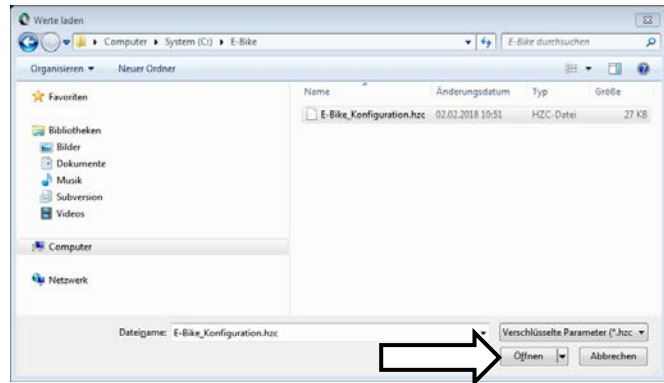 Werte laden
Computer ▸ System (C:) ▸ E-Bike
E-Bike durchsuchen
Organisieren Neuer Ordner
Name Änderungsdatum Typ Größe
E-Bike_Konfiguration.hzc 02.02.2018 10:51 HZC-Datei 27 KB
Favoriten
Bibliotheken
Bilder
Dokumente
Musik
Subversion
Videos
Computer
Netzwerk
Dateiname: E-Bike_Konfiguration.hzc
Verschlüsselte Parameter (*.hzc
Öffnen Abbrechen